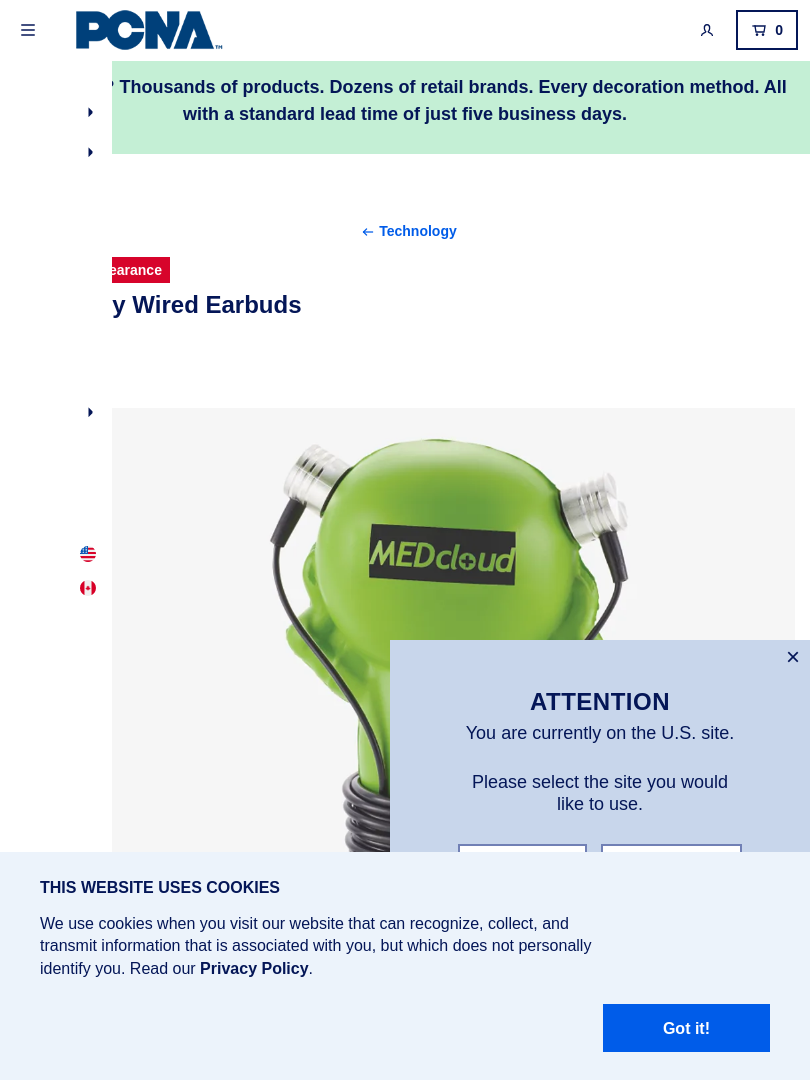 PCNA™
0
Thousands of products. Dozens of retail brands. Every decoration method. All
with a standard lead time of just five business days.
← Technology
earance
y Wired Earbuds
MEDcloud
ATTENTION
You are currently on the U.S. site.
Please select the site you would
like to use.
THIS WEBSITE USES COOKIES
We use cookies when you visit our website that can recognize, collect, and
transmit information that is associated with you, but which does not personally
identify you. Read our Privacy Policy.
Got it!